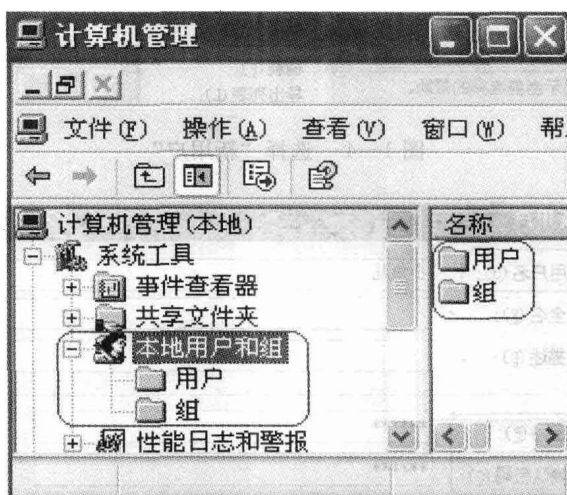 计算机管理
文件(F) 操作(A) 查看(V) 窗口(W) 帮
计算机管理(本地)
系统工具
事件查看器
共享文件夹
本地用户和组
用户
组
性能日志和警报
名称
用户
组